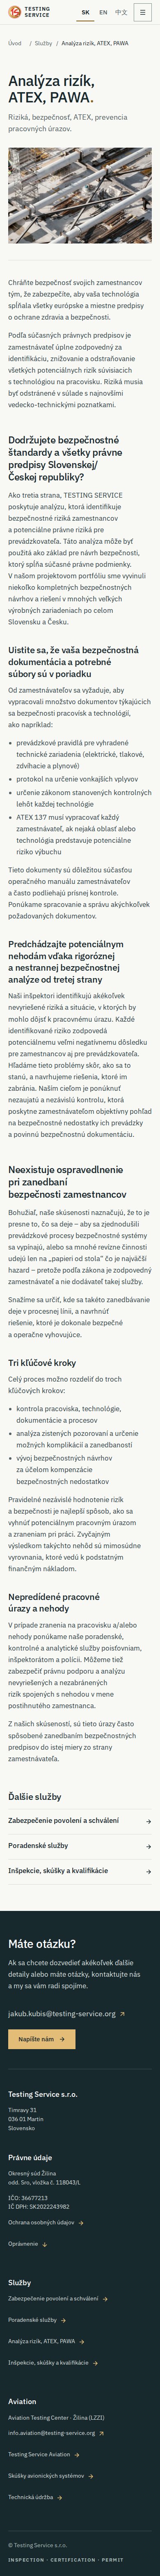 TESTING
SERVICE
SK EN 中文
Úvod / Služby / Analýza rizík, ATEX, PAWA
Analýza rizík,
ATEX, PAWA.
Riziká, bezpečnosť, ATEX, prevencia
pracovných úrazov.
Chráňte bezpečnosť svojich zamestnancov
tým, že zabezpečíte, aby vaša technológia
spĺňala všetky európske a miestne predpisy
o ochrane zdravia a bezpečnosti.
Podľa súčasných právnych predpisov je
zamestnávateľ úplne zodpovedný za
identifikáciu, znižovanie a odstraňovanie
všetkých potenciálnych rizík súvisiacich
s technológiou na pracovisku. Riziká musia
byť odstránené v súlade s najnovšími
vedecko-technickými poznatkami.
Dodržujete bezpečnostné
štandardy a všetky právne
predpisy Slovenskej/
Českej republiky?
Ako tretia strana, TESTING SERVICE
poskytuje analýzu, ktorá identifikuje
bezpečnostné riziká zamestnancov
a potenciálne právne riziká pre
prevádzkovateľa. Táto analýza môže byť
použitá ako základ pre návrh bezpečnosti,
ktorý spĺňa súčasné právne podmienky.
V našom projektovom portfóliu sme vyvinuli
niekoľko kompletných bezpečnostných
návrhov a riešení v mnohých veľkých
výrobných zariadeniach po celom
Slovensku a Česku.
Uistite sa, že vaša bezpečnostná
dokumentácia a potrebné
súbory sú v poriadku
Od zamestnávateľov sa vyžaduje, aby
vypracovali množstvo dokumentov týkajúcich
sa bezpečnosti pracovísk a technológií,
ako napríklad:
• prevádzkové pravidlá pre vyhradené
technické zariadenia (elektrické, tlakové,
zdvíhacie a plynové)
• protokol na určenie vonkajších vplyvov
• určenie záznamom stanovených kontrolných
lehôt každej technológie
• ATEX 137 musí vypracovať každý
zamestnávateľ, ak nejaká oblasť alebo
technológia predstavuje potenciálne
riziko výbuchu
Tieto dokumenty sú dôležitou súčasťou
operačného manuálu zamestnávateľov
a často podliehajú prísnej kontrole.
Ponúkame spracovanie a správu akýchkoľvek
požadovaných dokumentov.
Predchádzajte potenciálnym
nehodám vďaka rigoróznej
a nestrannej bezpečnostnej
analýze od tretej strany
Naši inšpektori identifikujú akékoľvek
nevyriešené riziká a situácie, v ktorých by
mohlo dôjsť k pracovnému úrazu. Každé
identifikované riziko zodpovedá
potenciálnemu veľmi negatívnemu dôsledku
pre zamestnancov aj pre prevádzkovateľa.
Hľadáme tieto problémy skôr, ako sa to
stanú, a navrhujeme riešenia, ktoré im
zabránia. Naším cieľom je ponúknuť
nezaujatú a nezávislú kontrolu, ktorá
poskytne zamestnávateľom objektívny pohľad
na bezpečnostné nedostatky ich prevádzky
a povinnú bezpečnostnú dokumentáciu.
Neexistuje ospravedlnenie
pri zanedbaní
bezpečnosti zamestnancov
Bohužiaľ, naše skúsenosti naznačujú, že to je
presne to, čo sa deje – aby sa zjednodušili
prevádzkové postupy, bezpečnostné systémy
sa vypínajú, alebo sa mnohé revízne činnosti
udejú len na „papieri od stola“ čo je najväčší
hazard – pretože podľa zákona je zodpovedný
zamestnávateľ a nie dodávateľ takej služby.
Snažíme sa určiť, kde sa takéto zanedbávanie
deje v procesnej línii, a navrhnúť
riešenie, ktoré je dokonale bezpečné
a operačne vyhovujúce.
Tri kľúčové kroky
Celý proces možno rozdeliť do troch
kľúčových krokov:
• kontrola pracoviska, technológie,
dokumentácie a procesov
• analýza zistených pozorovaní a určenie
možných komplikácií a zanedbaností
• vývoj bezpečnostných návrhov
za účelom kompenzácie
bezpečnostných nedostatkov
Pravidelné nezávislé hodnotenie rizík
a bezpečnosti je najlepší spôsob, ako sa
vyhnúť potenciálnym pracovným úrazom
a zraneniam pri práci. Zvyčajným
výsledkom takýchto nehôd sú mimosúdne
vyrovnania, ktoré vedú k podstatným
finančným nákladom.
Nepredídené pracovné
úrazy a nehody
V prípade zranenia na pracovisku a/alebo
nehody ponúkame naše poradenské,
kontrolné a analytické služby poisťovniam,
inšpektorátom a polícii. Môžeme tiež
zabezpečiť právnu podporu a analýzu
nevyriešených a nezabránených
rizík spojených s nehodou v mene
postihnutého zamestnanca.
Z našich skúseností, sú tieto úrazy často
spôsobené zanedbaním bezpečnostných
predpisov do istej miery zo strany
zamestnávateľa.
Ďalšie služby
Zabezpečenie povolení a schválení →
Poradenské služby →
Inšpekcie, skúšky a kvalifikácie →
Máte otázku?
Ak sa chcete dozvedieť akékoľvek ďalšie
detaily alebo máte otázky, kontaktujte nás
a my sa vám radi spojíme.
jakub.kubis@testing-service.org ↗
Napíšte nám →
Testing Service s.r.o.
Timravy 31
036 01 Martin
Slovensko
Právne údaje
Okresný súd Žilina
odd. Sro, vložka č. 118043/L
IČO: 36677213
IČ DPH: SK2022243982
Ochrana osobných údajov →
Oprávnenie ↓
Služby
Zabezpečenie povolení a schválení →
Poradenské služby →
Analýza rizík, ATEX, PAWA →
Inšpekcie, skúšky a kvalifikácie →
Aviation
Aviation Testing Center · Žilina (LZZI)
info.aviation@testing-service.org ↗
Testing Service Aviation →
Skúšky avionických systémov →
Technická údržba →
© Testing Service s.r.o.
INSPECTION · CERTIFICATION · PERMIT